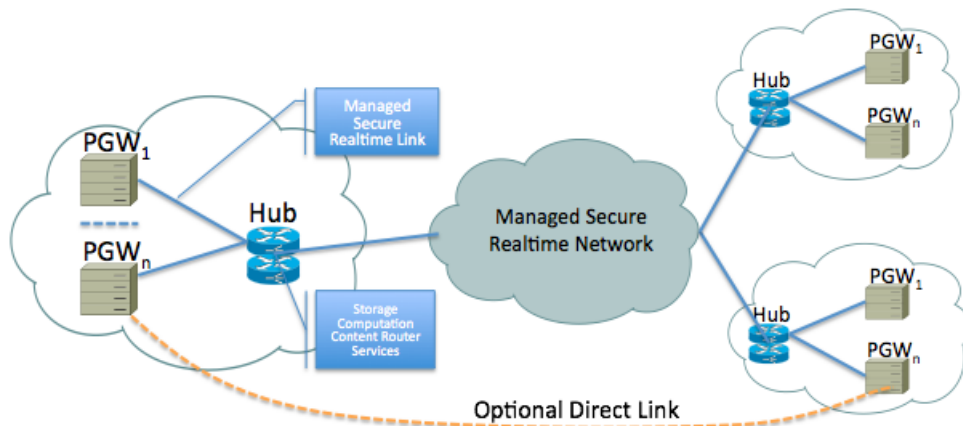 PGW1
PGWn
Hub
Managed
Secure
Realtime Link
Storage
Computation
Content Router
Services
Managed Secure
Realtime Network
Hub
PGW1
PGWn
Hub
PGW1
PGWn
Optional Direct Link